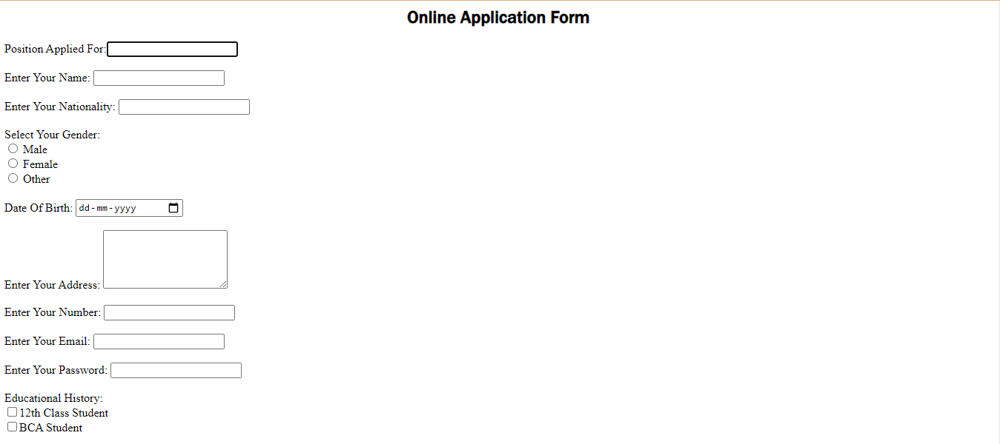 Online Application Form
Position Applied For:
Enter Your Name:
Enter Your Nationality:
Select Your Gender:
Male
Female
Other
Date Of Birth: dd-mm-yyyy
Enter Your Address:
Enter Your Number:
Enter Your Email:
Enter Your Password:
Educational History:
12th Class Student
BCA Student